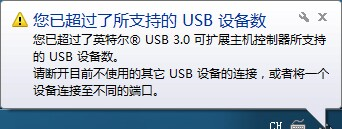 您已超过了所支持的 USB 设备数
您已超过了英特尔® USB 3.0 可扩展主机控制器所支持
的 USB 设备数。
请断开目前不使用的其它 USB 设备的连接，或者将一个
设备连接至不同的端口。
CH